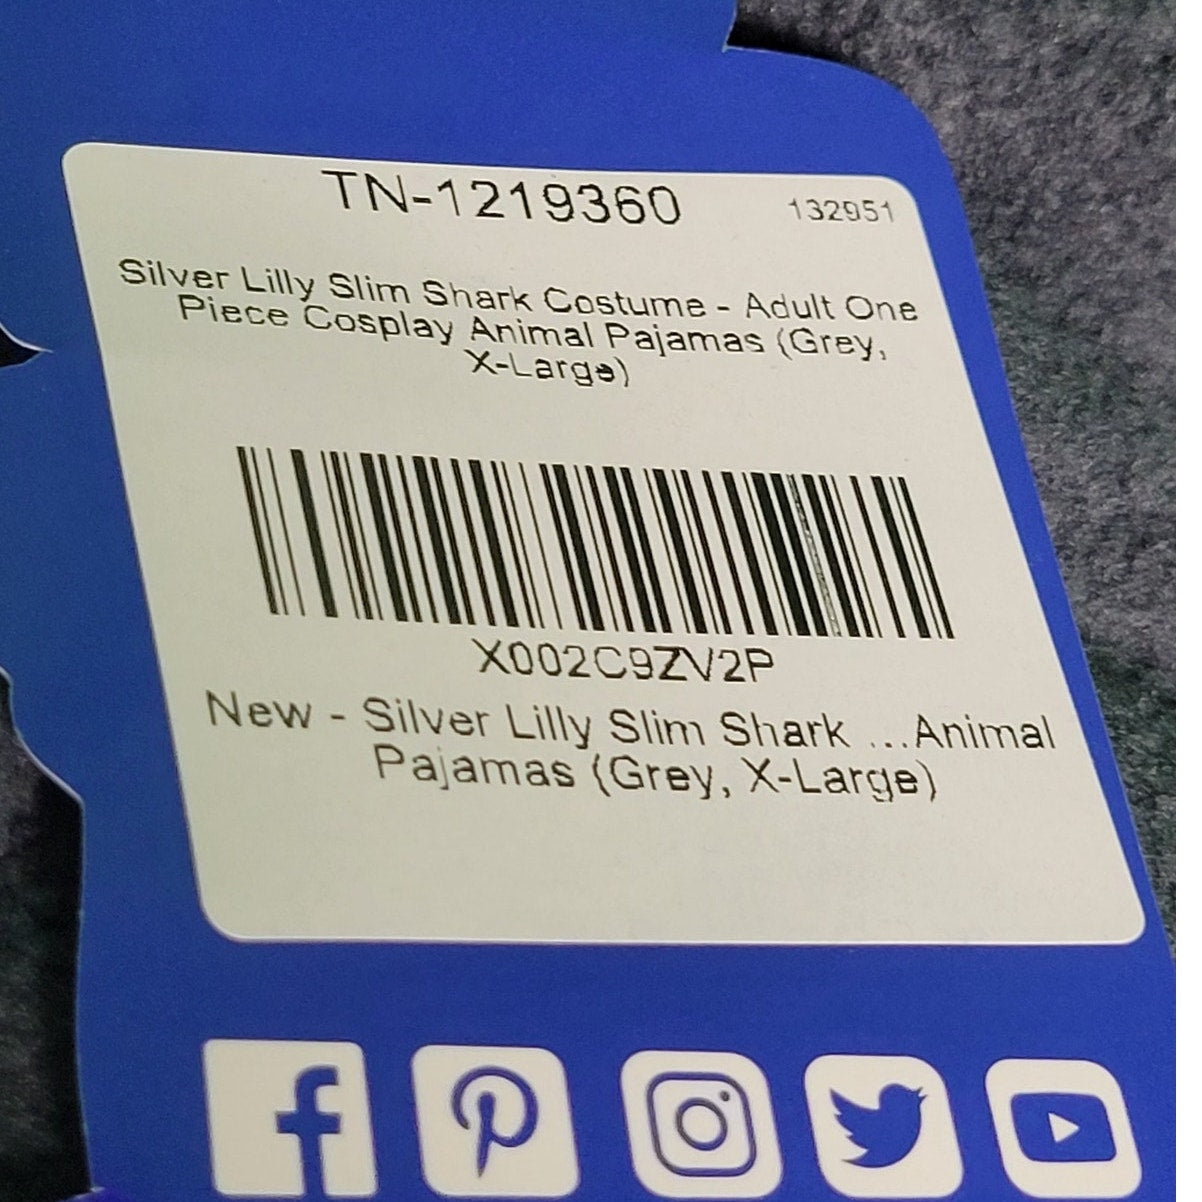 TN-1219360 132951
Silver Lilly Slim Shark Costume - Adult One
Piece Cosplay Animal Pajamas (Grey,
X-Large)
X002C9ZV2P
New - Silver Lilly Slim Shark ...Animal
Pajamas (Grey, X-Large)